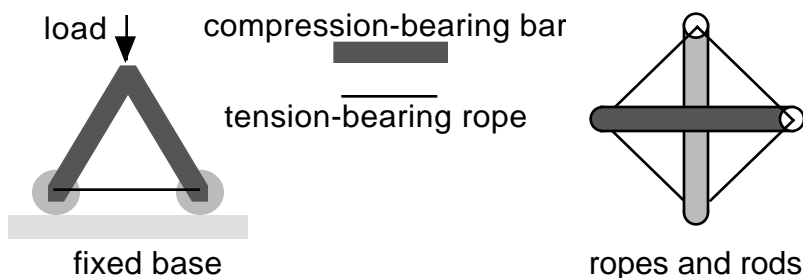 load
compression-bearing bar
tension-bearing rope
fixed base
ropes and rods